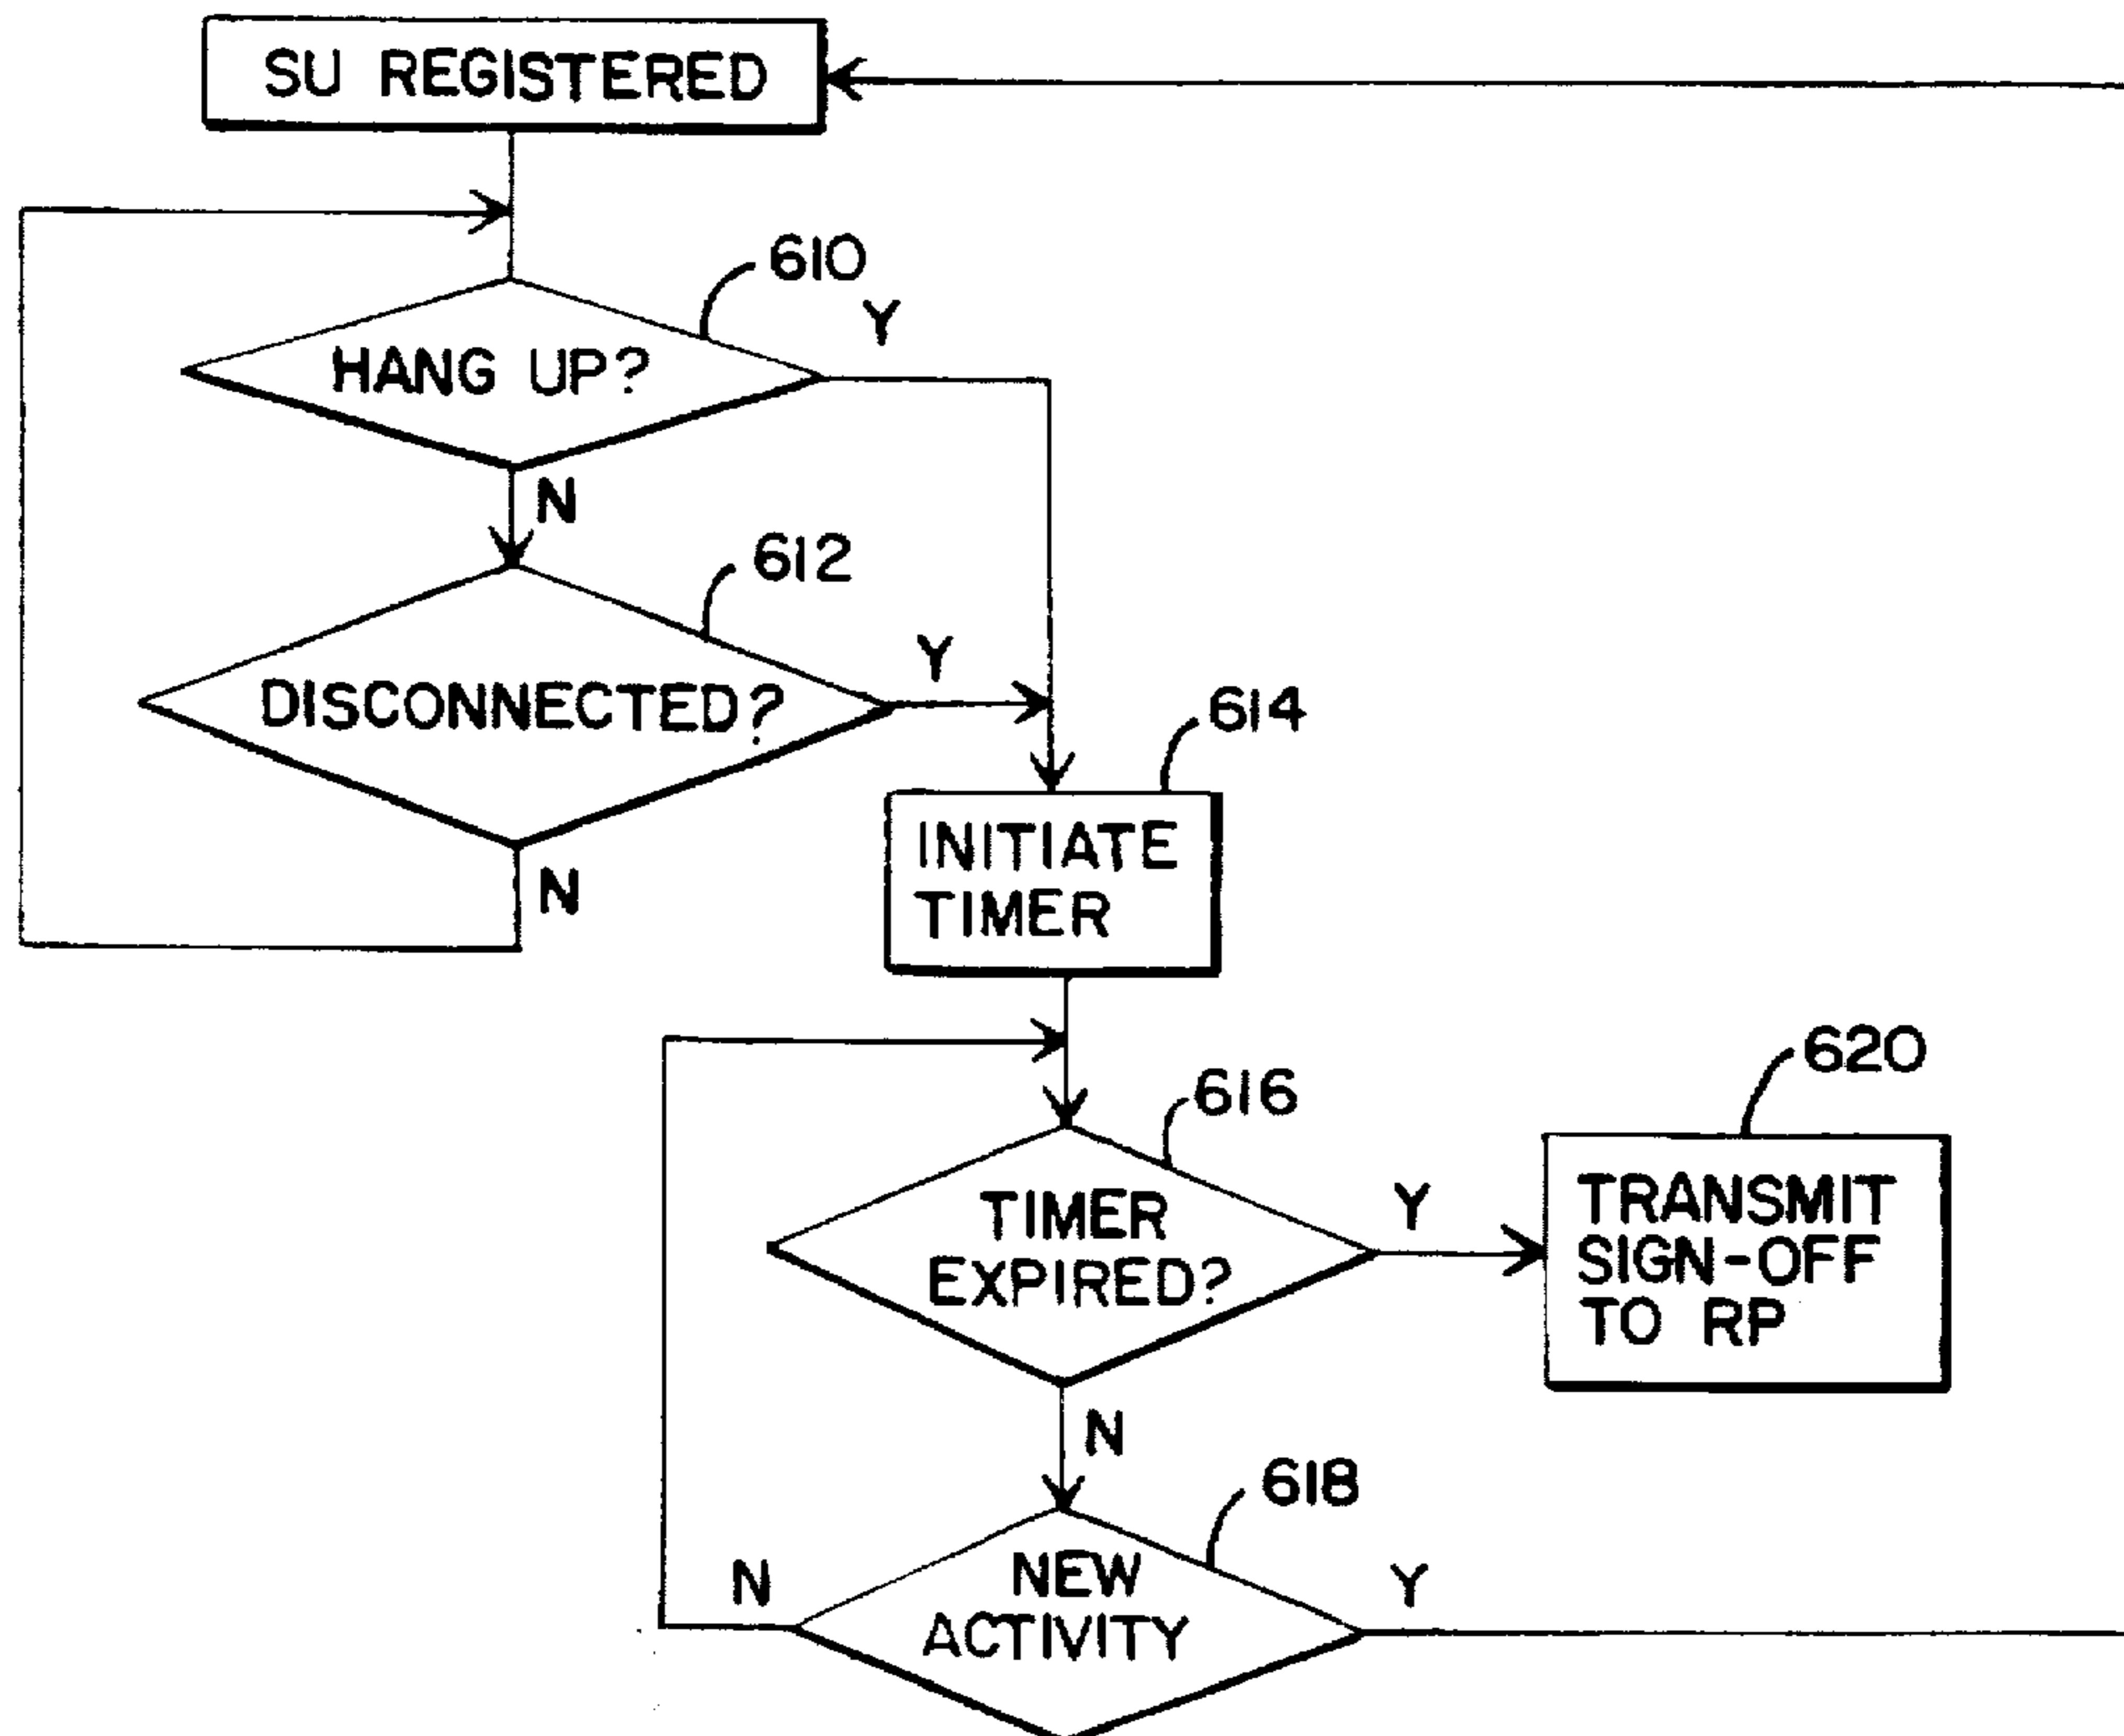 SU REGISTERED
610
Y
HANG UP?
N
612
Y
DISCONNECTED?
614
N
INITIATE
TIMER
616
620
TIMER
EXPIRED?
Y
TRANSMIT
SIGN-OFF
TO RP
N
618
N
NEW
ACTIVITY
Y